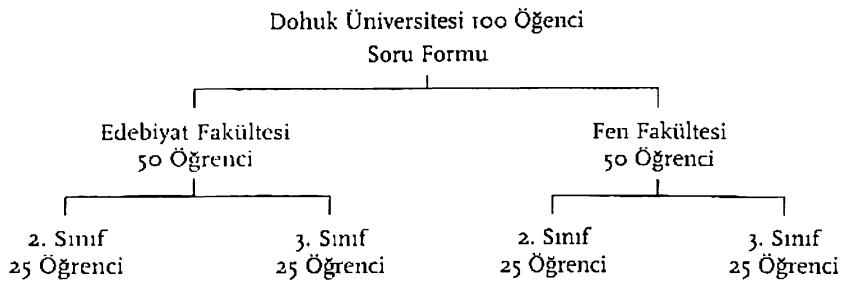 Dohuk Üniversitesi 100 Öğenci
Soru Formu
Edebiyat Fakültesi
50 Öğrenci
Fen Fakültesi
50 Öğrenci
2. Sınıf
25 Öğrenci
3. Sınıf
25 Öğrenci
2. Sınıf
25 Öğrenci
3. Sınıf
25 Öğrenci